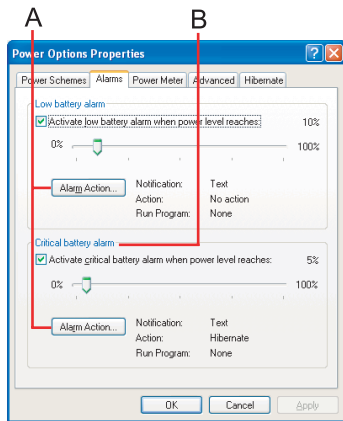 A B
Power Options Properties
Power Schemes Alarms Power Meter Advanced Hibernate
Low battery alarm
Activate low battery alarm when power level reaches: 10%
0% 100%
Alarm Action... Notification: Text
Action: No action
Run Program: None
Critical battery alarm
Activate critical battery alarm when power level reaches: 5%
0% 100%
Alarm Action... Notification: Text
Action: Hibernate
Run Program: None
OK Cancel Apply